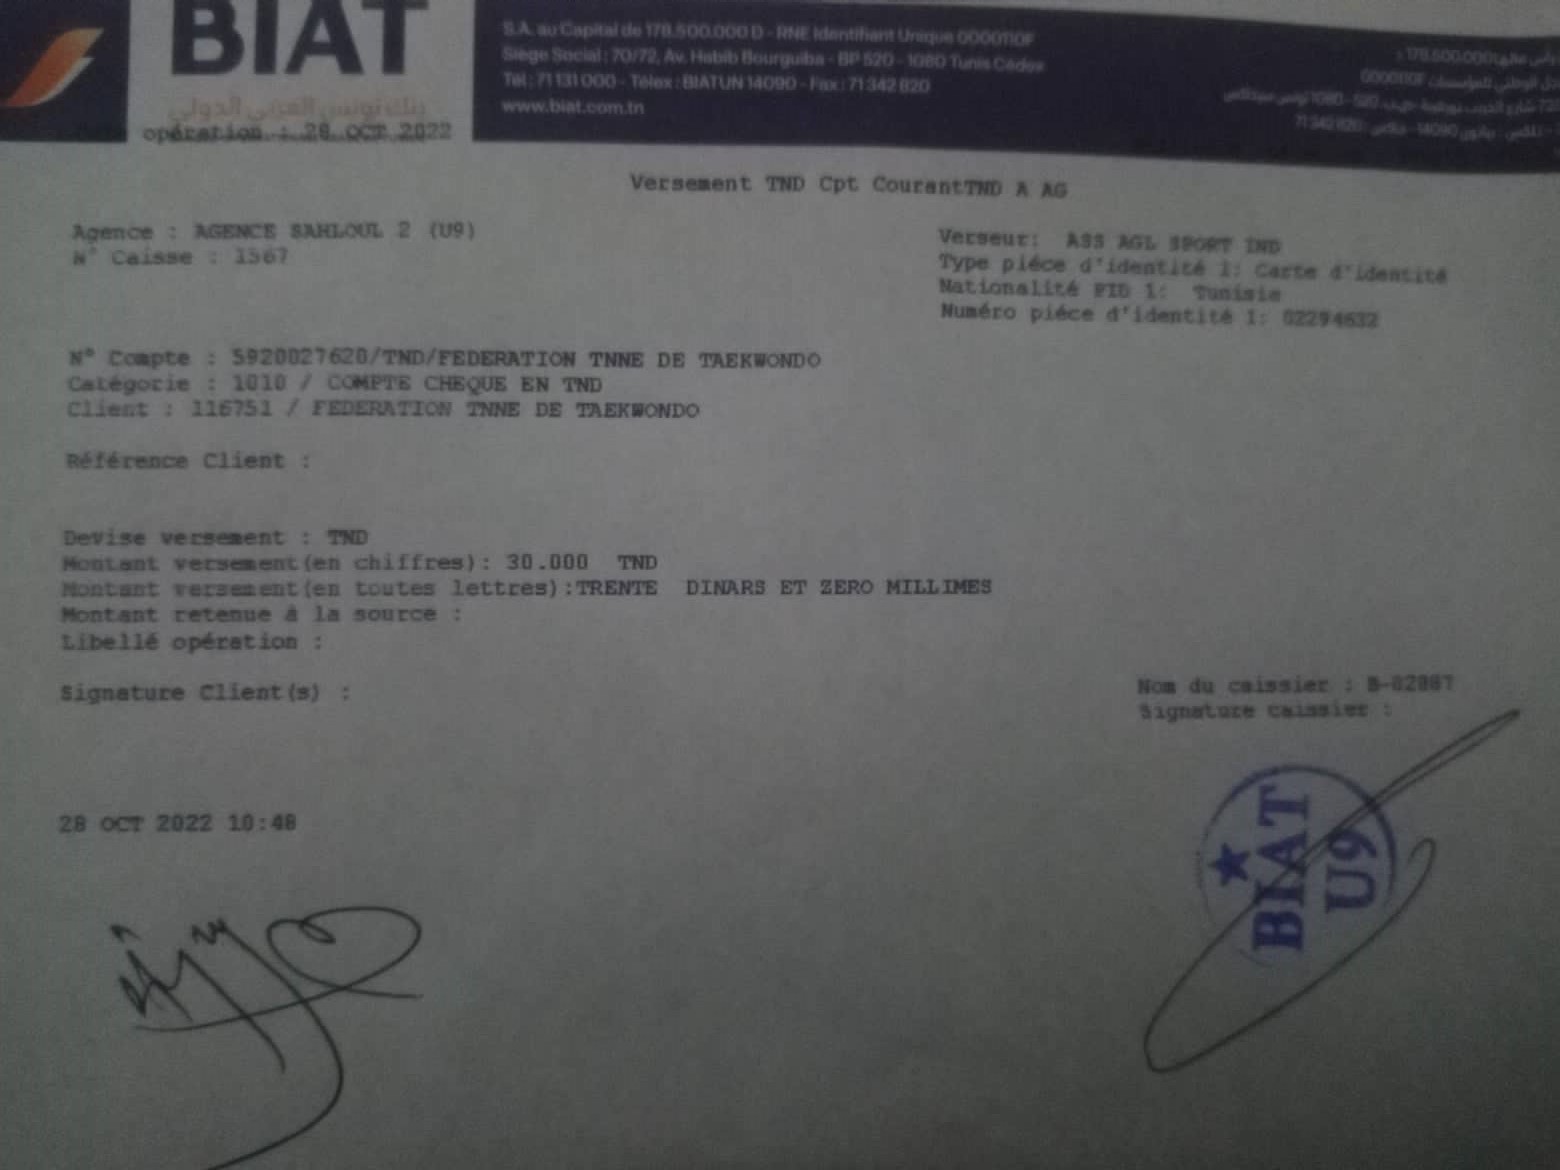 BIAT
بنك تونس العربي الدولي
S.A. au Capital de 178.500.000 D - RNE Identifiant Unique 0000110F
Siège Social : 70/72, Av. Habib Bourguiba - BP 520 - 1080 Tunis Cédex
Tél : 71 131 000 - Télex : BIATUN 14090 - Fax : 71 342 820
www.biat.com.tn
opération : 28 OCT 2022
Versement TND Cpt CourantTND A AG
Agence : AGENCE SAHLOUL 2 (U9)
N° Caisse : 1567
Verseur: ASS AGL SPORT IND
Type piéce d'identité 1: Carte d'identité
Nationalité PID 1: Tunisie
Numéro piéce d'identité 1: 02294632
N° Compte : 5920027620/TND/FEDERATION TNNE DE TAEKWONDO
Catégorie : 1010 / COMPTE CHEQUE EN TND
Client : 116751 / FEDERATION TNNE DE TAEKWONDO
Référence Client :
Devise versement : TND
Montant versement(en chiffres): 30.000 TND
Montant versement(en toutes lettres):TRENTE DINARS ET ZERO MILLIMES
Montant retenue à la source :
Libellé opération :
Signature Client(s) :
Nom du caissier : B-02887
Signature caissier :
28 OCT 2022 10:48
BIAT
U9